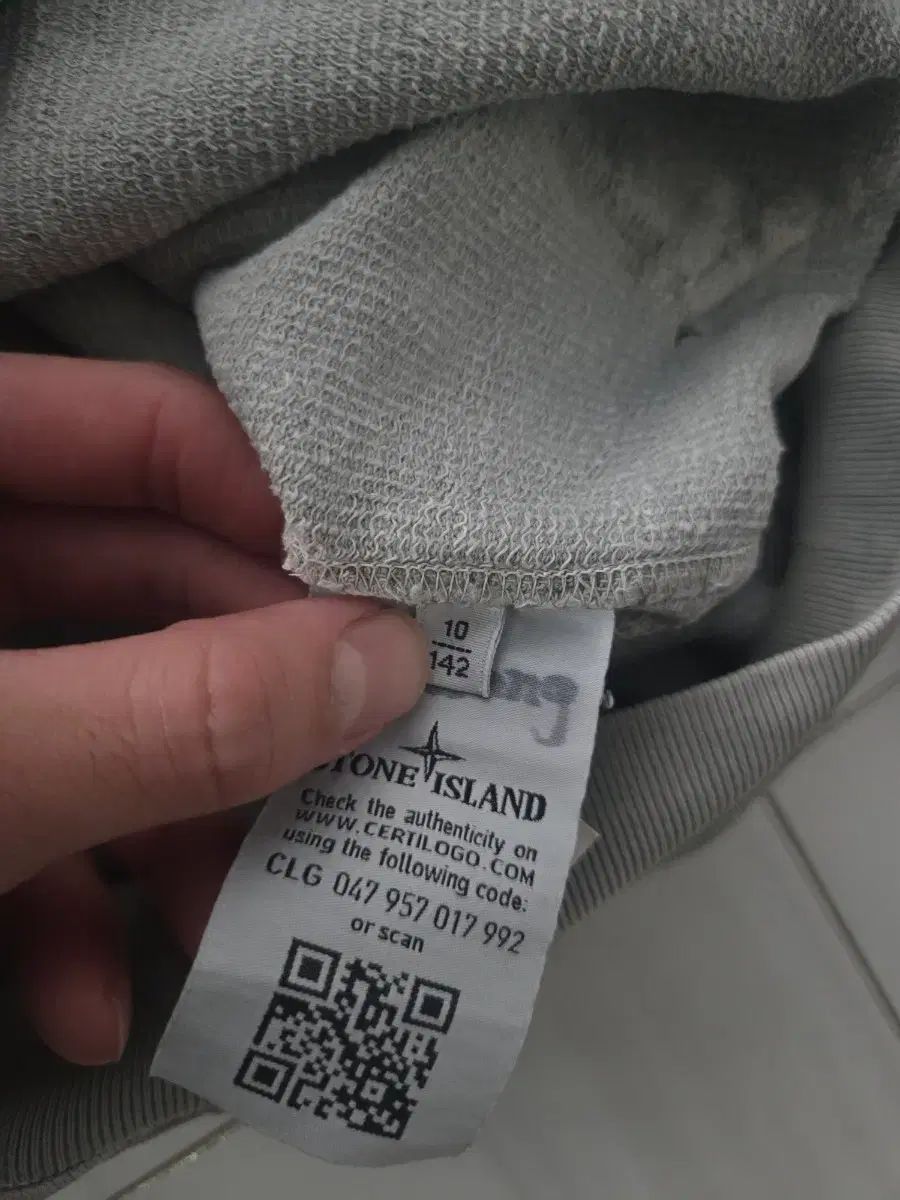 10
142
STONE ISLAND
Check the authenticity on
WWW.CERTILOGO.COM
using the following code:
CLG 047 957 017 992
or scan